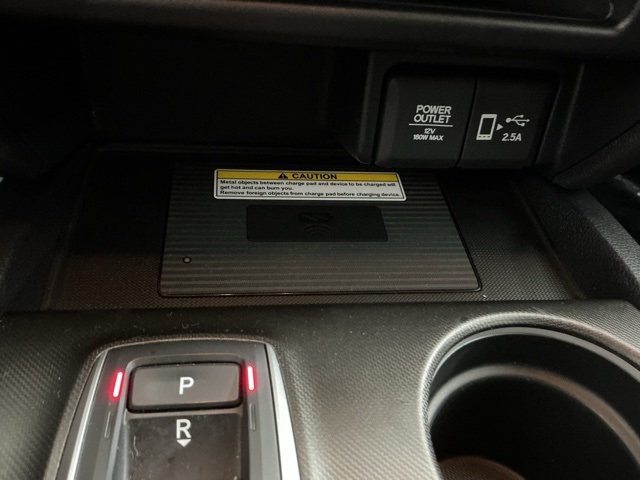 POWER
OUTLET
12V
180W MAX
2.5A
CAUTION
Metal objects between charge pad and device to be charged will
get hot and can burn you.
Remove foreign objects from charge pad before charging device.
P
R